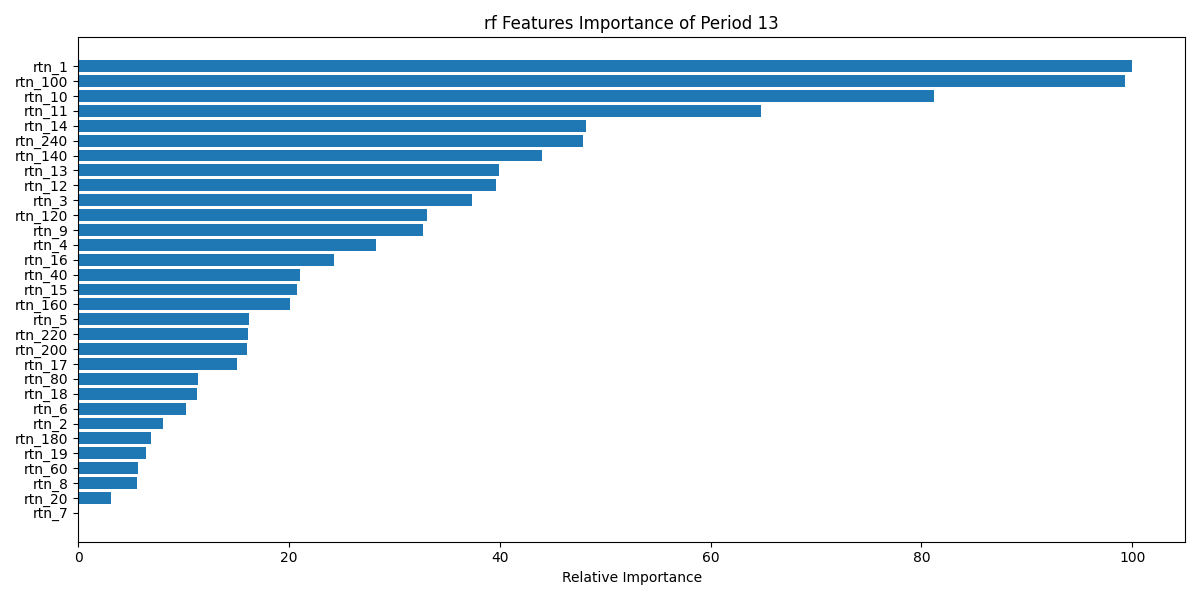 rf Features Importance of Period 13
rtn_1
rtn_100
rtn_10
rtn_11
rtn_14
rtn_240
rtn_140
rtn_13
rtn_12
rtn_3
rtn_120
rtn_9
rtn_4
rtn_16
rtn_40
rtn_15
rtn_160
rtn_5
rtn_220
rtn_200
rtn_17
rtn_80
rtn_18
rtn_6
rtn_2
rtn_180
rtn_19
rtn_60
rtn_8
rtn_20
rtn_7
0 20 40 60 80 100
Relative Importance